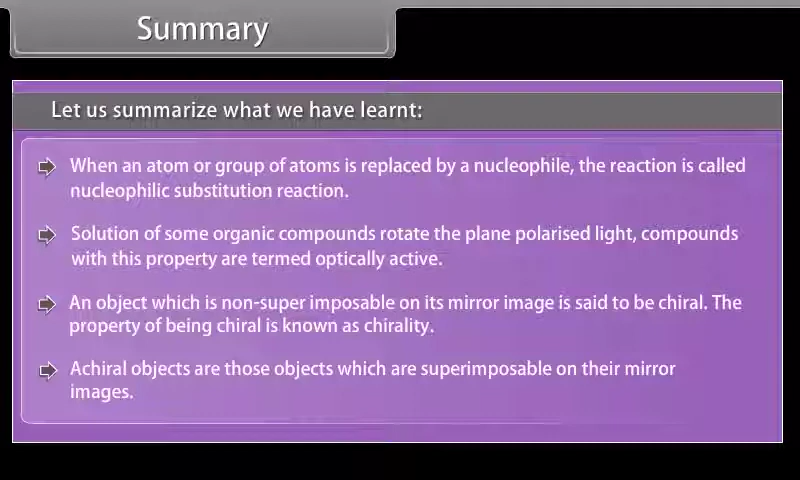 Summary
Let us summarize what we have learnt:
When an atom or group of atoms is replaced by a nucleophile, the reaction is called
nucleophilic substitution reaction.
Solution of some organic compounds rotate the plane polarised light, compounds
with this property are termed optically active.
An object which is non-super imposable on its mirror image is said to be chiral. The
property of being chiral is known as chirality.
Achiral objects are those objects which are superimposable on their mirror
images.